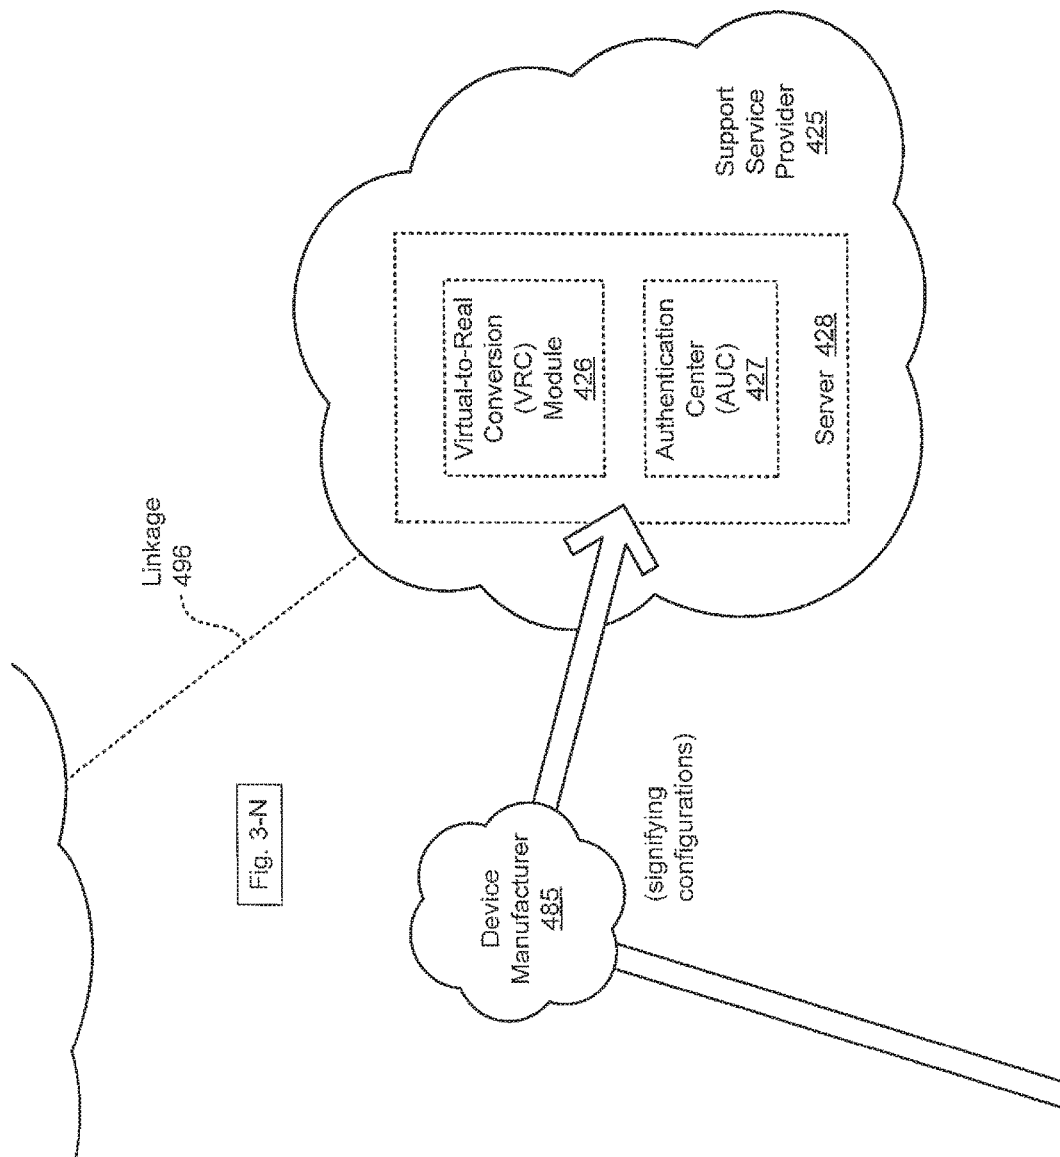 Linkage
496
Fig. 3-N
Device
Manufacturer
485
(signifying
configurations)
Virtual-to-Real
Conversion
(VRC)
Module
426
Authentication
Center
(AUC)
427
Server 428
Support
Service
Provider
425